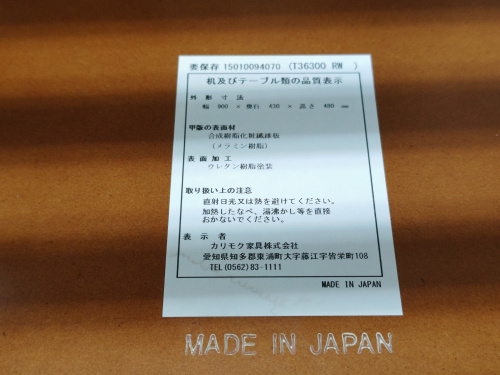 要保存 15010094070 (T36300 RW )
机及びテーブル類の品質表示
外形寸法
幅 900 × 奥行 430 × 高さ 400 mm
甲板の表面材
合成樹脂化粧繊維板
(メラミン樹脂)
表面加工
ウレタン樹脂塗装
取り扱い上の注意
直射日光又は熱を避けてください。
加熱したなべ、湯沸かし等を直接
おかないでください。
表示者
カリモク家具株式会社
愛知県知多郡東浦町大字藤江字皆栄町108
TEL(0562)83-1111
MADE IN JAPAN
MADE IN JAPAN